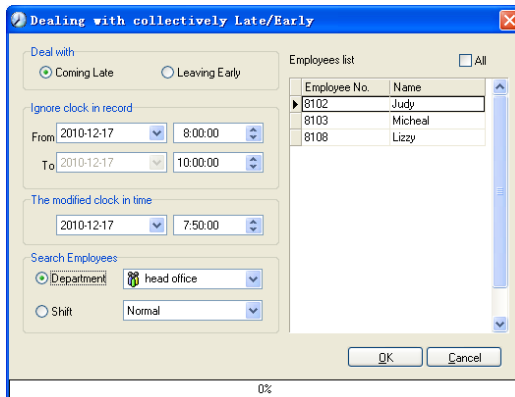 Dealing with collectively Late/Early
Deal with
Coming Late
Leaving Early
Ignore clock in record
From 2010-12-17 8:00:00
To 2010-12-17 10:00:00
The modified clock in time
2010-12-17 7:50:00
Search Employees
Department head office
Shift Normal
Employees list
All
Employee No. Name
8102 Judy
8103 Micheal
8108 Lizzy
OK
Cancel
0%